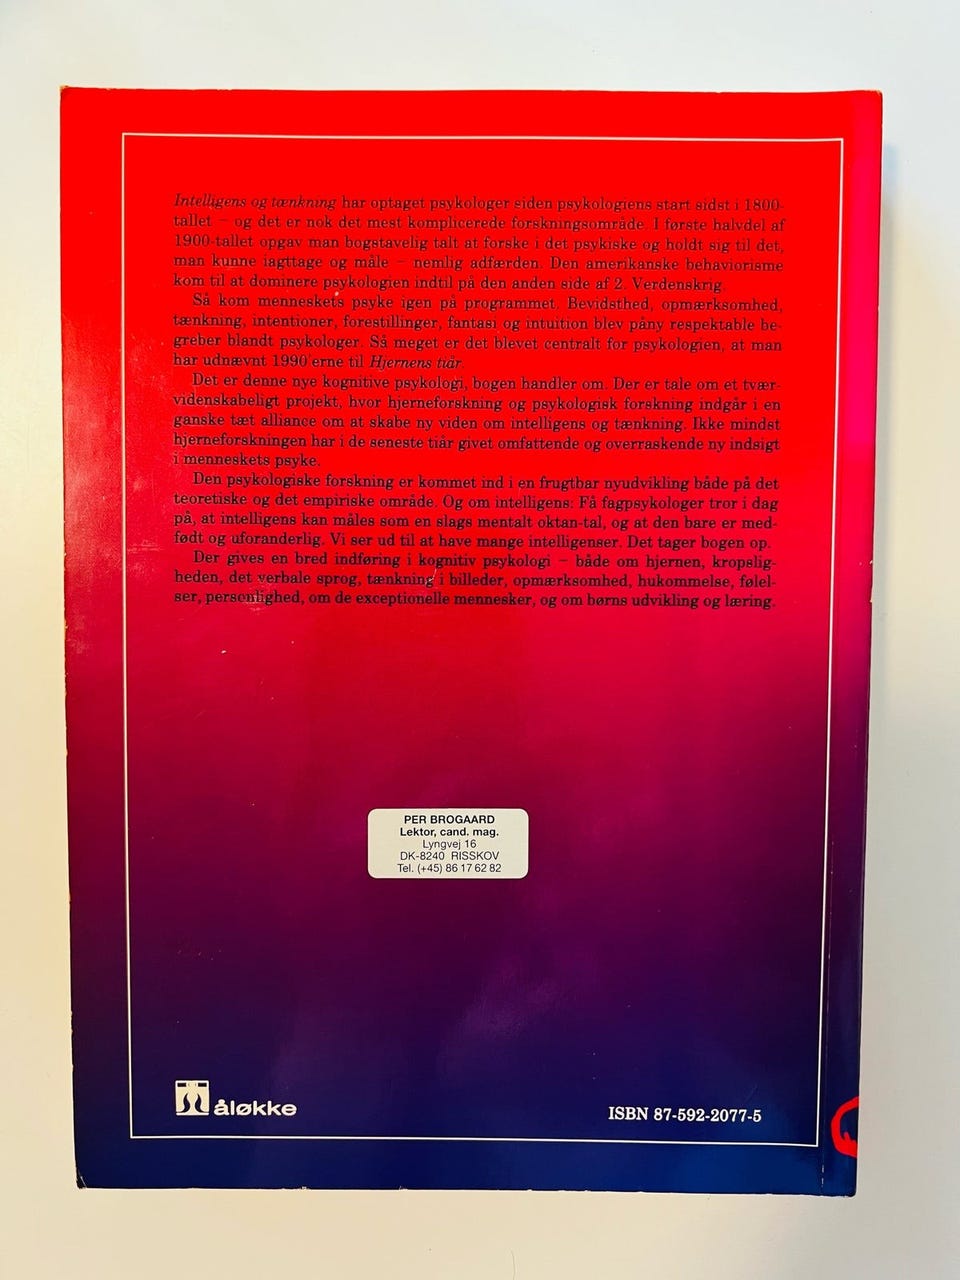 Intelligens og tænkning har optaget psykologer siden psykologiens start sidst i 1800-
tallet – og det er nok det mest komplicerede forskningsområde. I første halvdel af
1900-tallet opgav man bogstavelig talt at forske i det psykiske og holdt sig til det,
man kunne iagttage og måle – nemlig adfærden. Den amerikanske behaviorisme
kom til at dominere psykologien indtil på den anden side af 2. Verdenskrig.
Så kom menneskets psyke igen på programmet. Bevidsthed, opmærksomhed,
tænkning, intentioner, forestillinger, fantasi og intuition blev påny respektable be-
greber blandt psykologer. Så meget er det blevet centralt for psykologien, at man
har udnævnt 1990'erne til Hjernens tiår.
Det er denne nye kognitive psykologi, bogen handler om. Der er tale om et tvær-
videnskabeligt projekt, hvor hjerneforskning og psykologisk forskning indgår i en
ganske tæt alliance om at skabe ny viden om intelligens og tænkning. Ikke mindst
hjerneforskningen har i de seneste tiår givet omfattende og overraskende ny indsigt
i menneskets psyke.
Den psykologiske forskning er kommet ind i en frugtbar nyudvikling både på det
teoretiske og det empiriske område. Og om intelligens: Få fagpsykologer tror i dag
på, at intelligens kan måles som en slags mentalt oktan-tal, og at den bare er med-
født og uforanderlig. Vi ser ud til at have mange intelligenser. Det tager bogen op.
Der gives en bred indføring i kognitiv psykologi – både om hjernen, kropslig-
heden, det verbale sprog, tænkning i billeder, opmærksomhed, hukommelse, følel-
ser, personlighed, om de exceptionelle mennesker, og om børns udvikling og læring.
PER BROGAARD
Lektor, cand. mag.
Lyngvej 16
DK-8240 RISSKOV
Tel. (+45) 86 17 62 82
åløkke
ISBN 87-592-2077-5